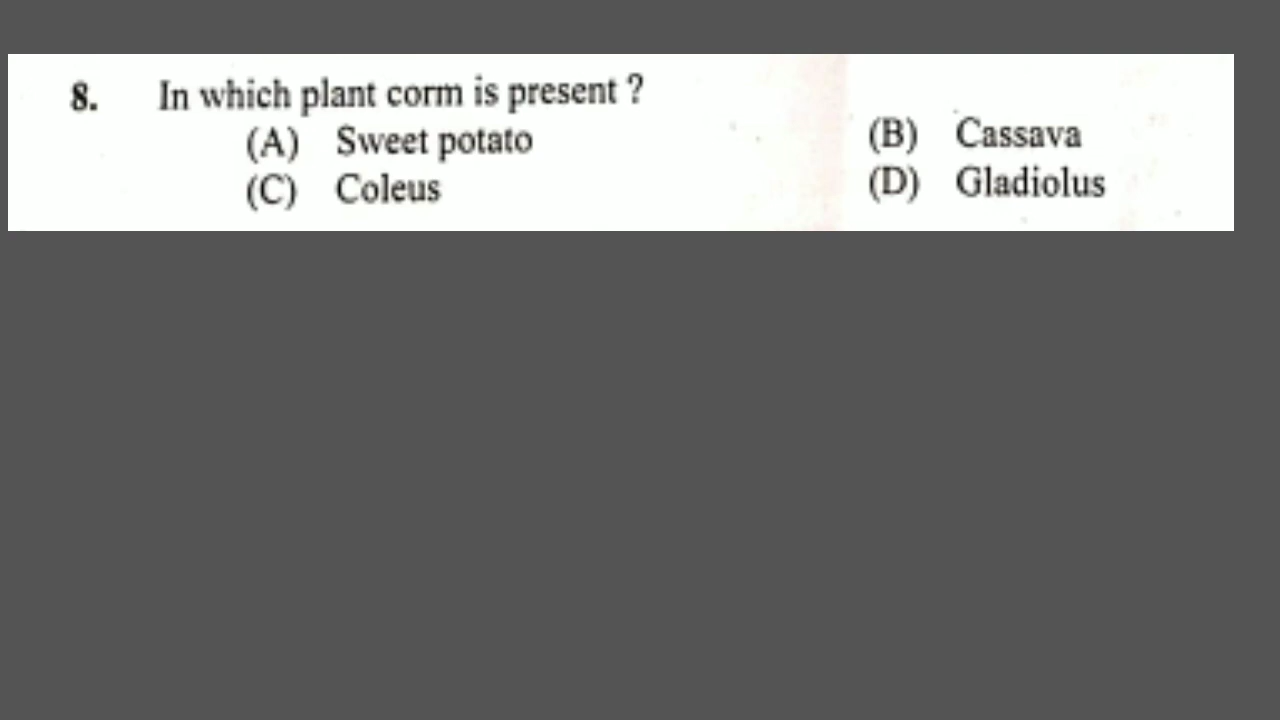 8. In which plant corm is present ?
(A) Sweet potato (B) Cassava
(C) Coleus (D) Gladiolus